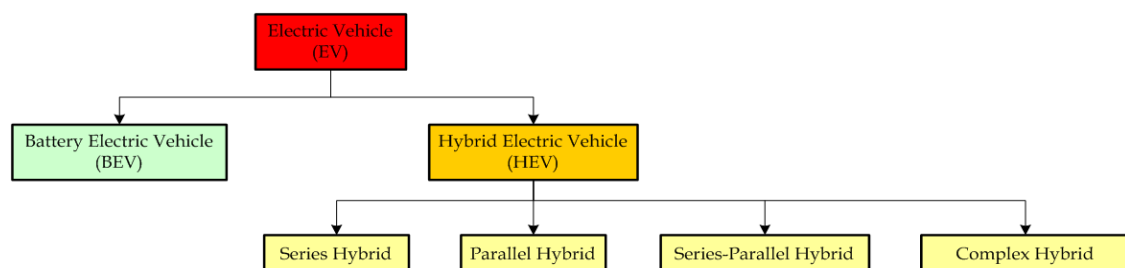 Electric Vehicle
(EV)
Battery Electric Vehicle
(BEV)
Hybrid Electric Vehicle
(HEV)
Series Hybrid
Parallel Hybrid
Series-Parallel Hybrid
Complex Hybrid